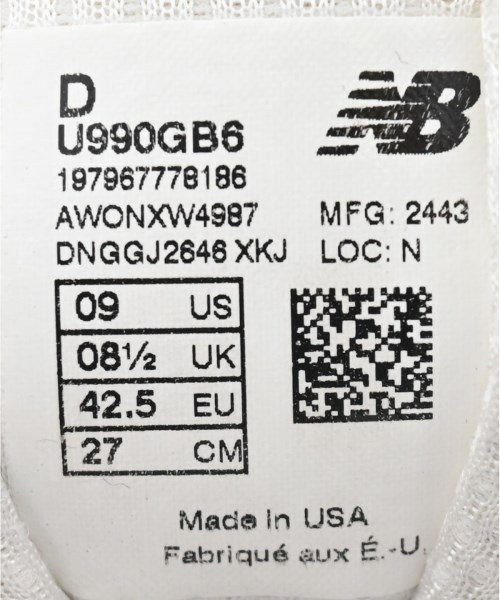 D
NB
U990GB6
197967778186
AWONXW4987 MFG: 2443
DNGGJ2646 XKJ LOC: N
09 US
08½ UK
42.5 EU
27 CM
Made in USA
Fabriqué aux É.-U.